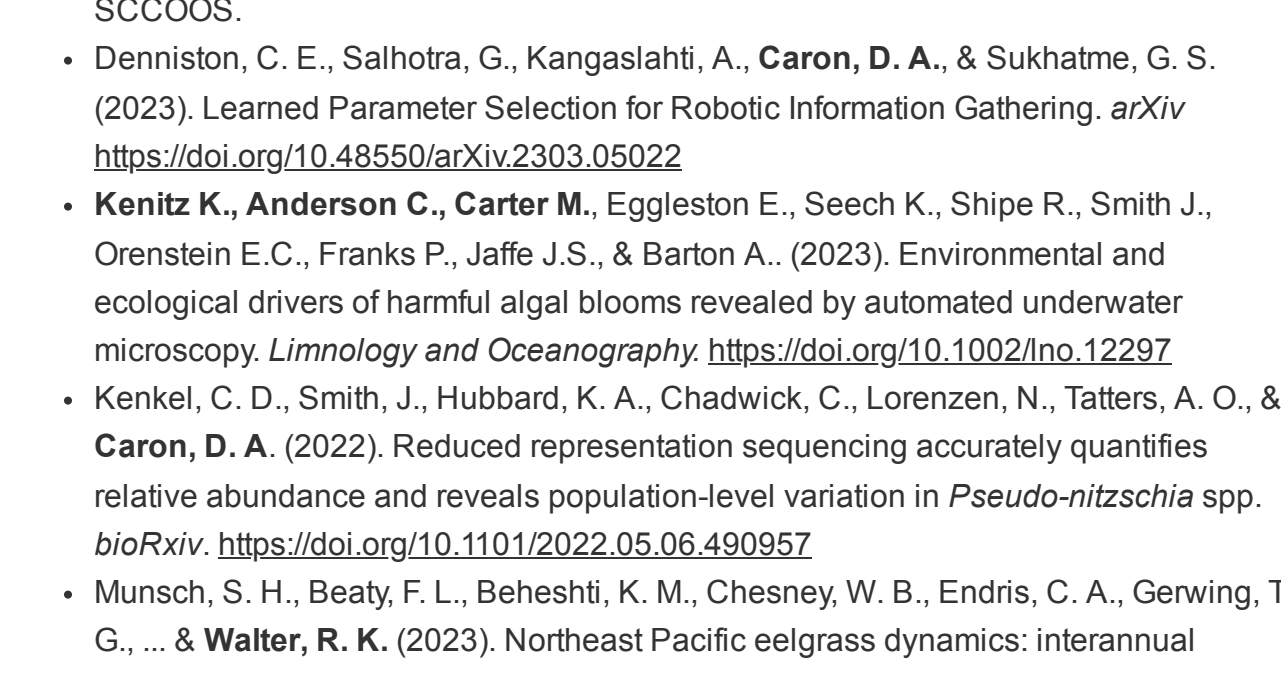 SCCOOS.
• Denniston, C. E., Salhotra, G., Kangaslahti, A., Caron, D. A., & Sukhatme, G. S.
(2023). Learned Parameter Selection for Robotic Information Gathering. arXiv
https://doi.org/10.48550/arXiv.2303.05022
• Kenitz K., Anderson C., Carter M., Eggleston E., Seech K., Shipe R., Smith J.,
Orenstein E.C., Franks P., Jaffe J.S., & Barton A.. (2023). Environmental and
ecological drivers of harmful algal blooms revealed by automated underwater
microscopy. Limnology and Oceanography. https://doi.org/10.1002/lno.12297
• Kenkel, C. D., Smith, J., Hubbard, K. A., Chadwick, C., Lorenzen, N., Tatters, A. O., &
Caron, D. A. (2022). Reduced representation sequencing accurately quantifies
relative abundance and reveals population-level variation in Pseudo-nitzschia spp.
bioRxiv. https://doi.org/10.1101/2022.05.06.490957
• Munsch, S. H., Beaty, F. L., Beheshti, K. M., Chesney, W. B., Endris, C. A., Gerwing, T
G., ... & Walter, R. K. (2023). Northeast Pacific eelgrass dynamics: interannual